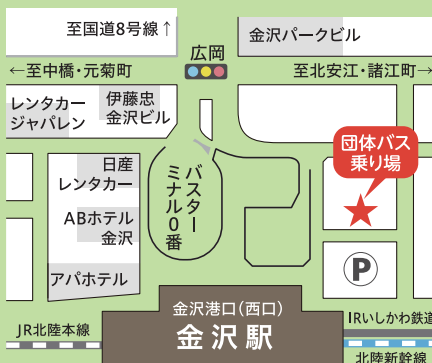 至国道8号線↑
金沢パークビル
広岡
←至中橋・元菊町
至北安江・諸江町→
レンタカー
ジャパレン
伊藤忠
金沢ビル
団体バス
乗り場
日産
レンタカー
バスター
ミナル0番
ABホテル
金沢
アパホテル
P
金沢港口(西口)
金沢駅
JR北陸本線
IRいしかわ鉄道
北陸新幹線